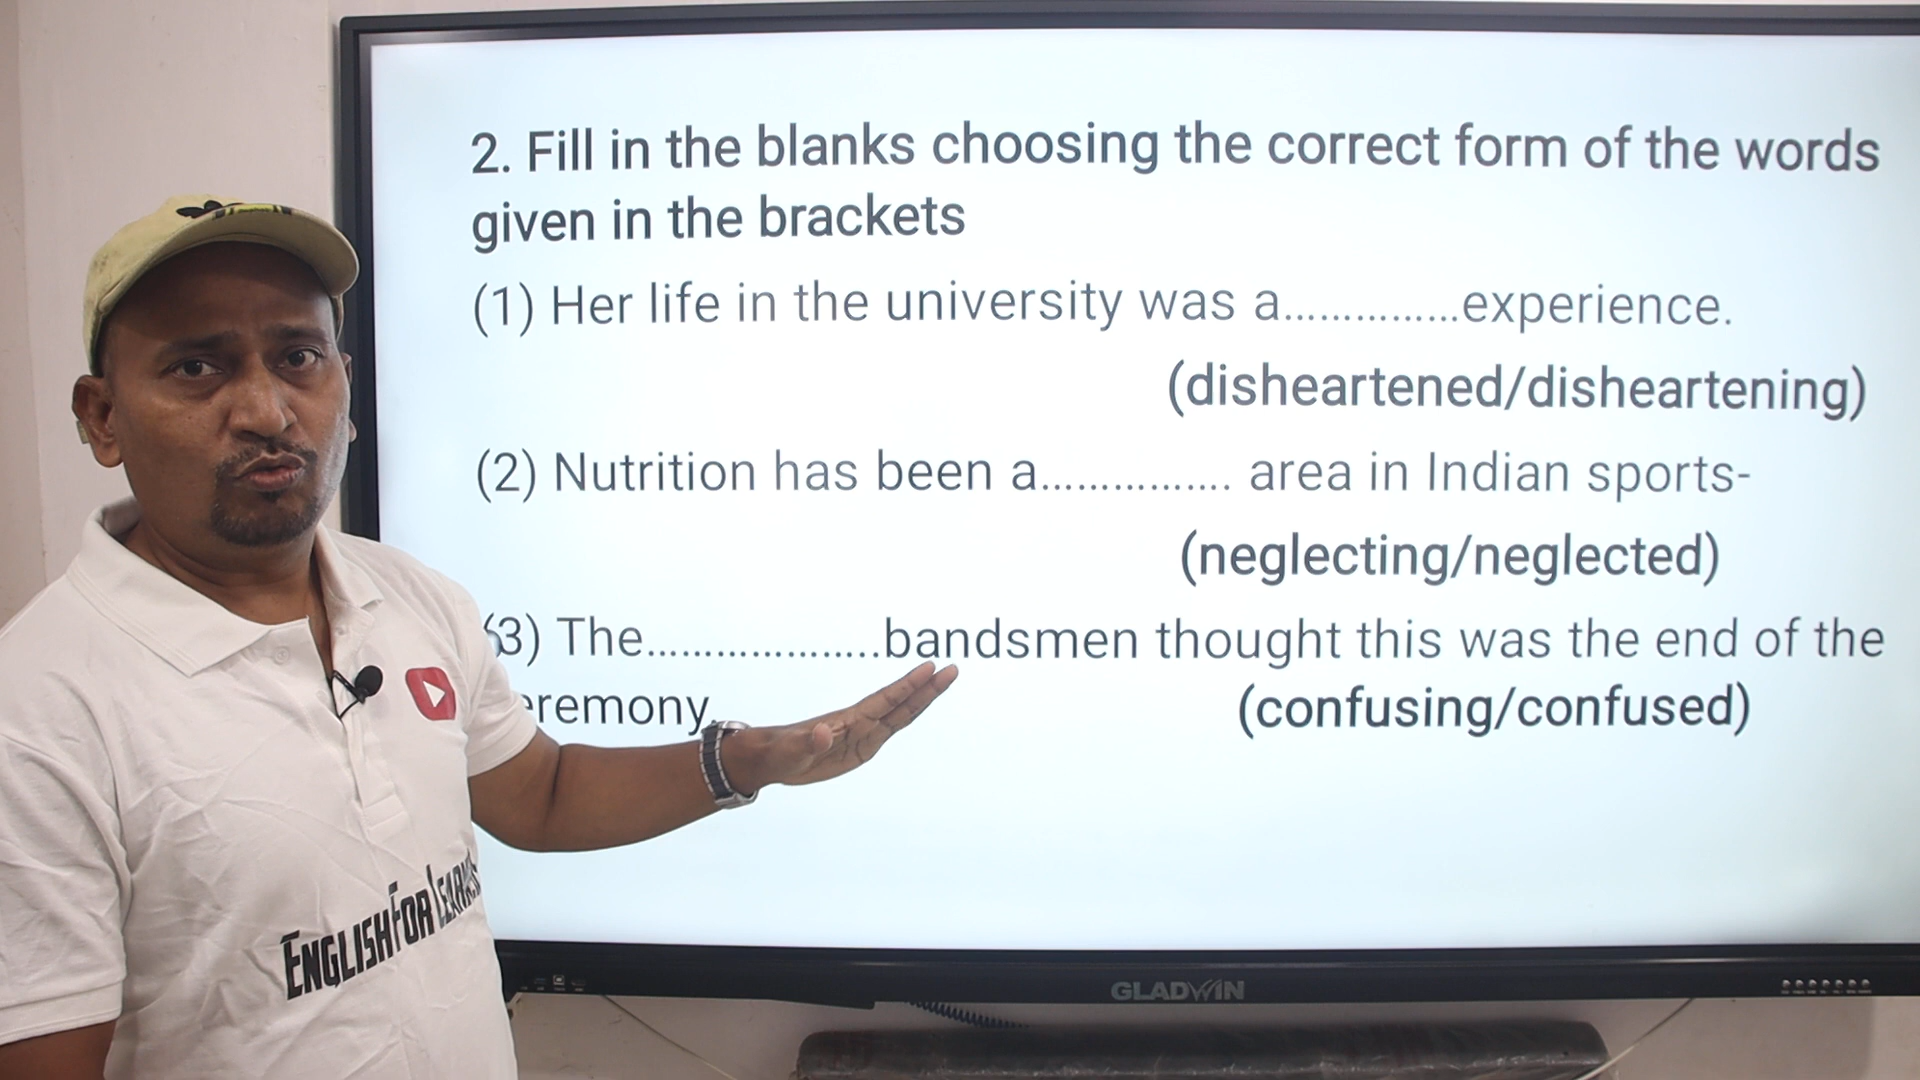 2. Fill in the blanks choosing the correct form of the words
given in the brackets
(1) Her life in the university was a...............experience.
(disheartened/disheartening)
(2) Nutrition has been a................ area in Indian sports-
(neglecting/neglected)
(3) The....................bandsmen thought this was the end of the
eremony.
(confusing/confused)
ENGLISHFORLEARNERS
GLADWIN